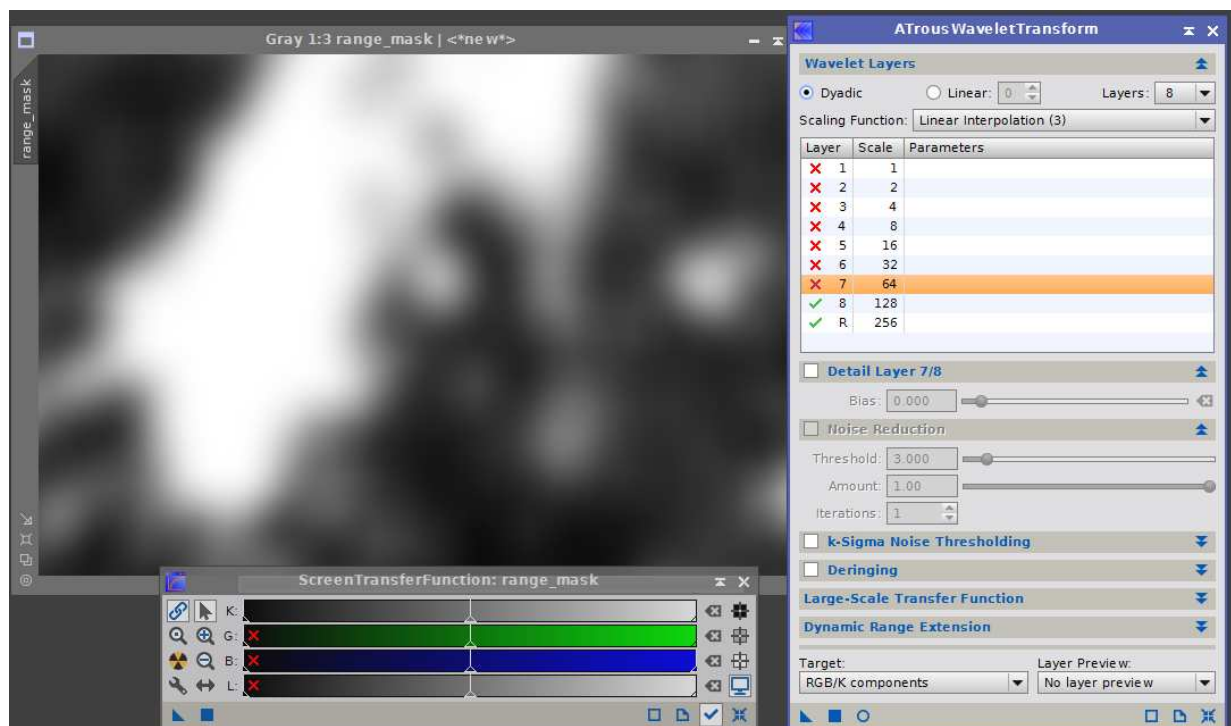 Gray 1:3 range_mask | <*new*>
range_mask
ATrousWaveletTransform
Wavelet Layers
Dyadic Linear: 0 Layers: 8
Scaling Function: Linear Interpolation (3)
Layer Scale Parameters
1 1
2 2
3 4
4 8
5 16
6 32
7 64
8 128
R 256
Detail Layer 7/8
Bias: 0.000
Noise Reduction
Threshold: 3.000
Amount: 1.00
Iterations: 1
k-Sigma Noise Thresholding
Deringing
Large-Scale Transfer Function
Dynamic Range Extension
Target: Layer Preview:
RGB/K components No layer preview
ScreenTransferFunction: range_mask
K:
G:
B:
L: